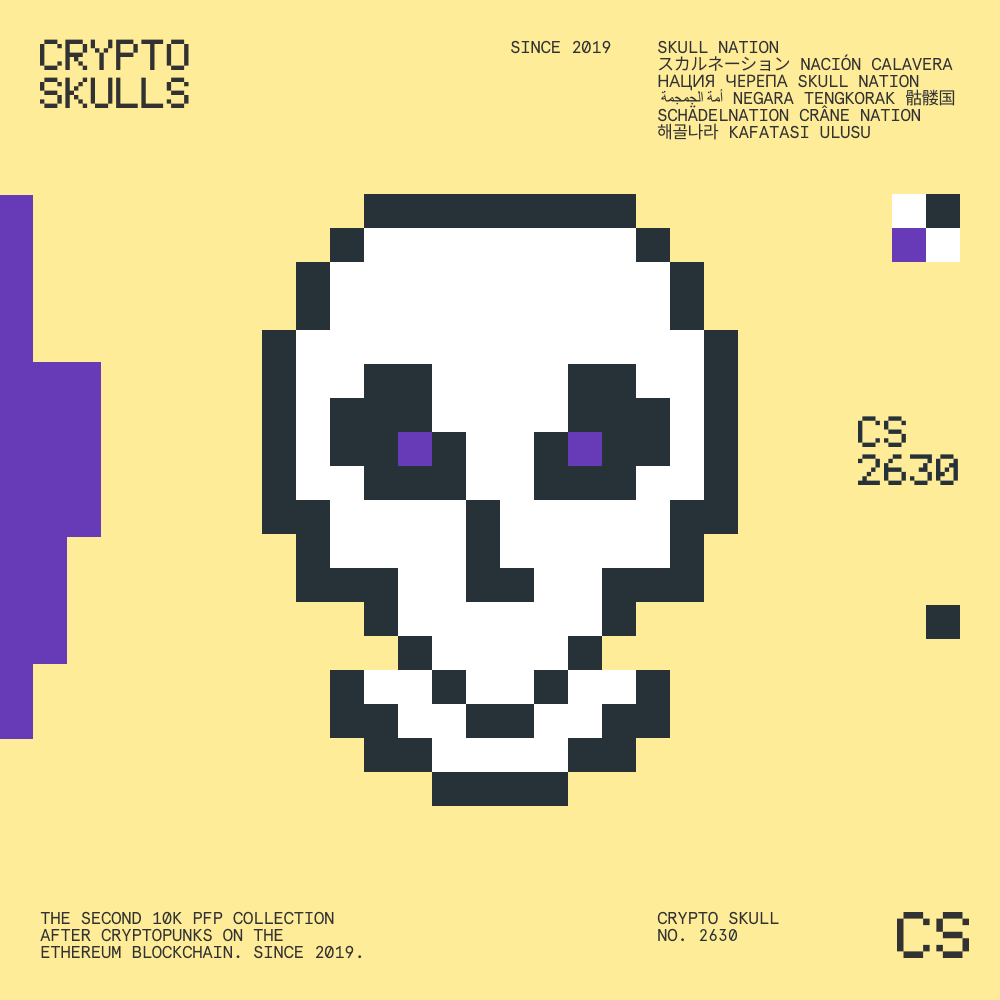 CRYPTO
SKULLS
SINCE 2019
SKULL NATION
スカルネーション NACIÓN CALAVERA
НАЦИЯ ЧЕРЕПА SKULL NATION
أمة الجمجمة NEGARA TENGKORAK 骷髅国
SCHÄDELNATION CRÂNE NATION
해골나라 KAFATASI ULUSU
CS
2630
THE SECOND 10K PFP COLLECTION
AFTER CRYPTOPUNKS ON THE
ETHEREUM BLOCKCHAIN. SINCE 2019.
CRYPTO SKULL
NO. 2630
CS